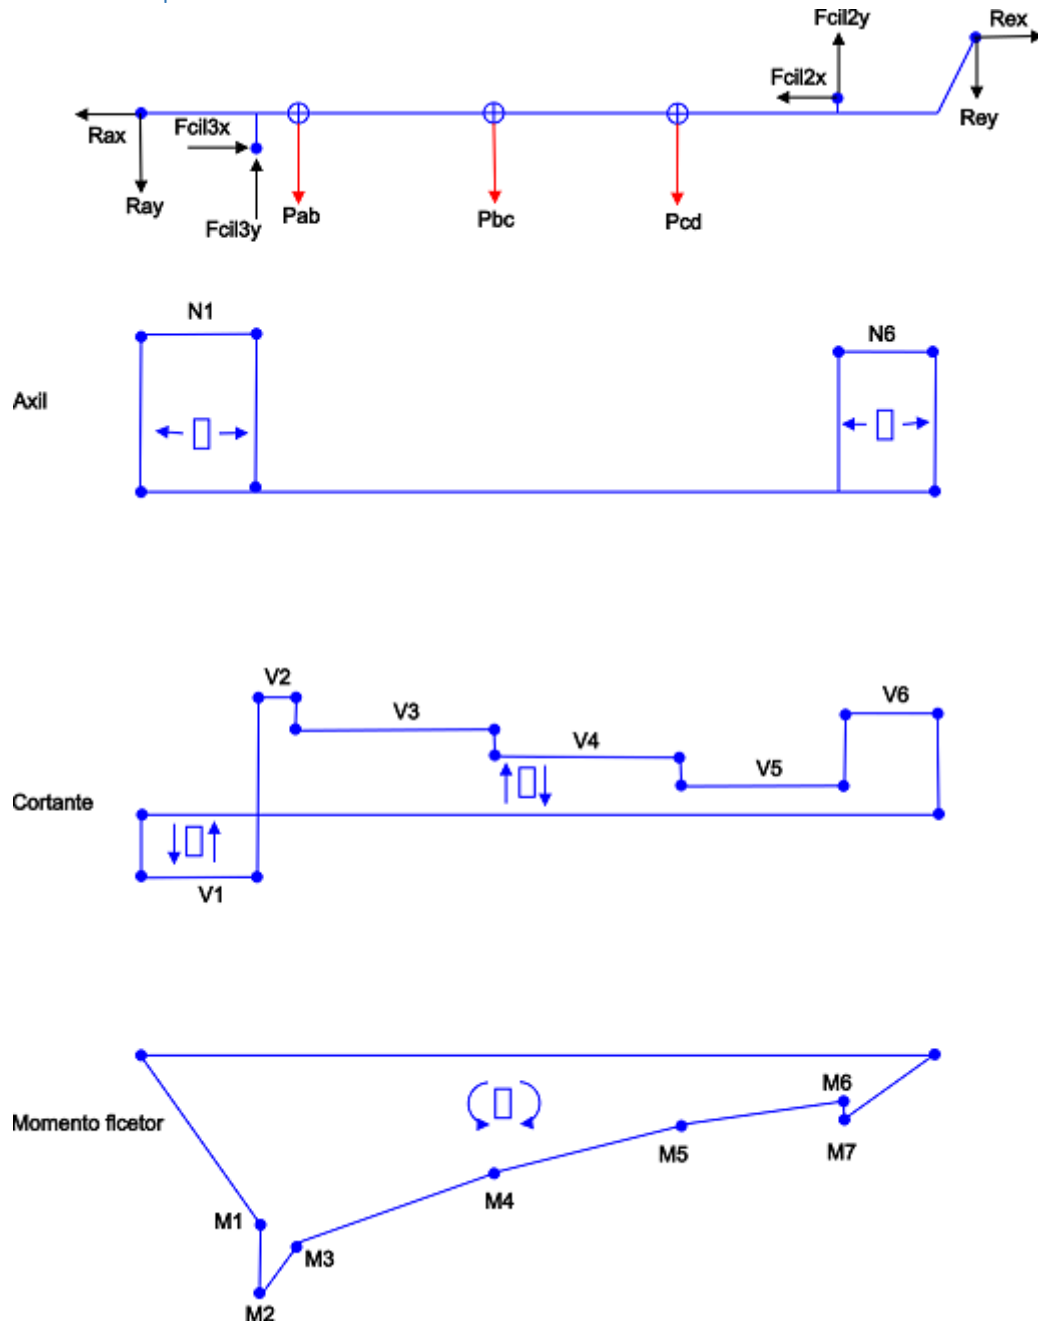 Fcil2y
Rex
Fcil2x
Rax
Fcil3x
Rey
Ray
Pab
Pbc
Pcd
Fcil3y
N1
N6
Axil
V2
V3
V6
V4
V5
Cortante
V1
M6
Momento flcetor
M5
M7
M4
M1
M3
M2